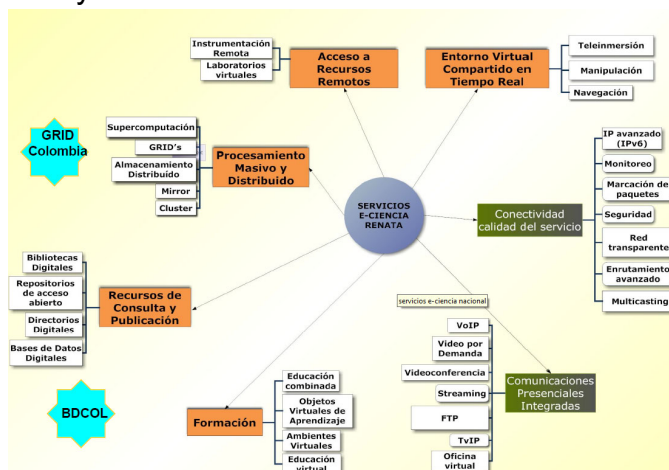 Instrumentación
Remota
Laboratorios
virtuales
Acceso a
Recursos
Remotos
Entorno Virtual
Compartido en
Tiempo Real
Teleinmersión
Manipulación
Navegación
GRID
Colombia
Supercomputación
GRID's
Almacenamiento
Distribuido
Mirror
Cluster
Procesamiento
Masivo y
Distribuido
SERVICIOS
E-CIENCIA
RENATA
Conectividad
calidad del servicio
IP avanzado
(IPv6)
Monitoreo
Marcación de
paquetes
Seguridad
Red
transparente
Enrutamiento
avanzado
Multicasting
Bibliotecas
Digitales
Repositorios
de acceso
abierto
Directorios
Digitales
Bases de Datos
Digitales
Recursos de
Consulta y
Publicación
servicios e-ciencia nacional
VoIP
Video por
Demanda
Videoconferencia
Streaming
FTP
TvIP
Oficina
virtual
Comunicaciones
Presenciales
Integradas
BDCOL
Formación
Educación
combinada
Objetos
Virtuales de
Aprendizaje
Ambientes
Virtuales
Educación
virtual